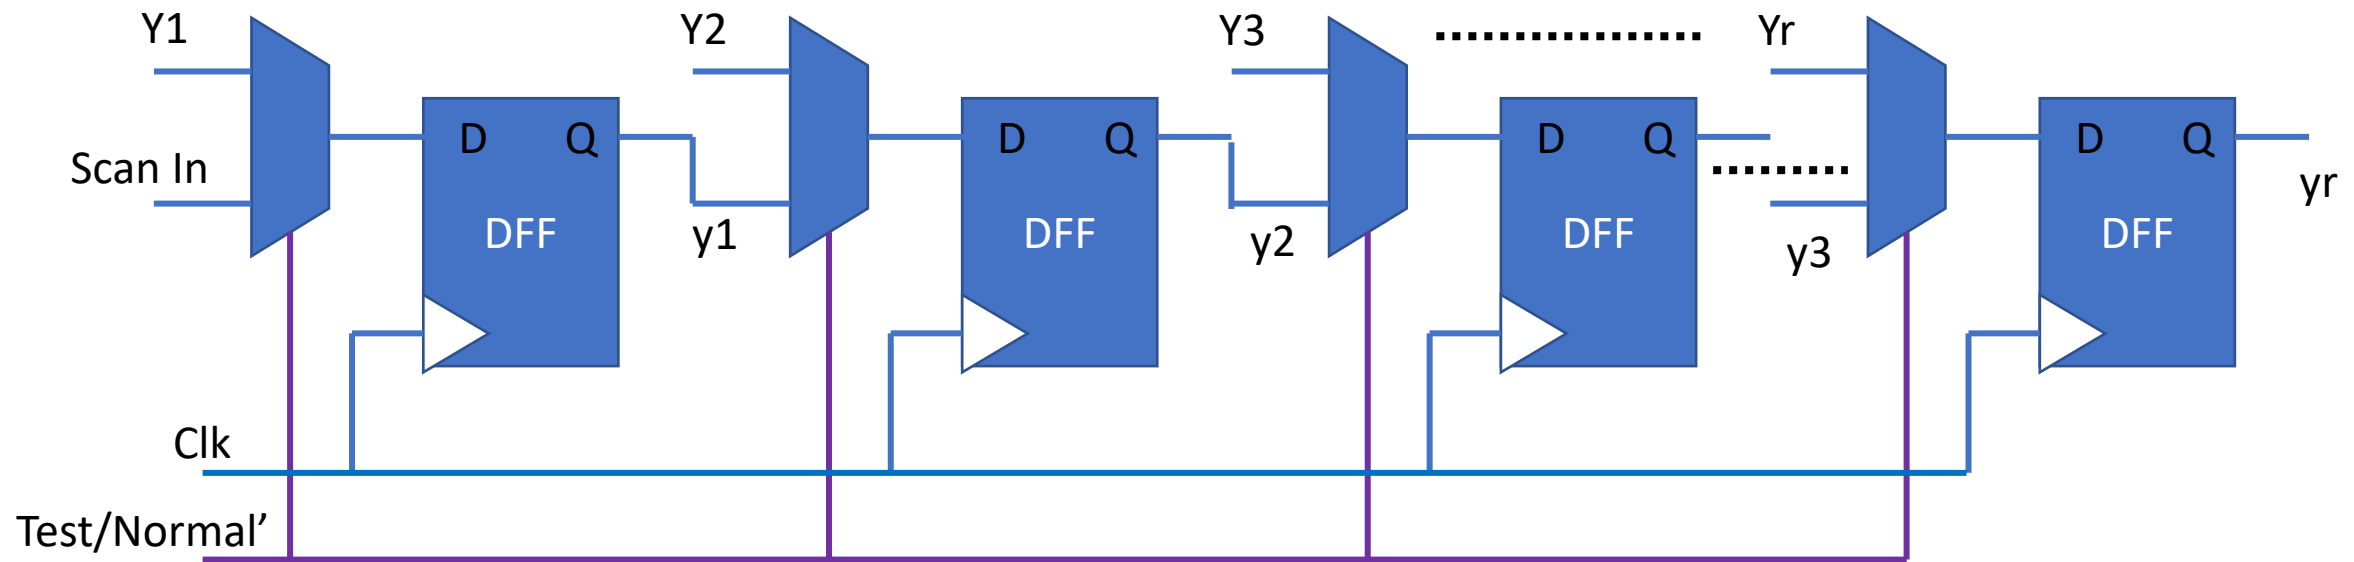 Y1
Y2
Y3
Yr
D Q
D Q
D Q
D Q
Scan In
yr
DFF
DFF
DFF
DFF
y1
y2
y3
Clk
Test/Normal’